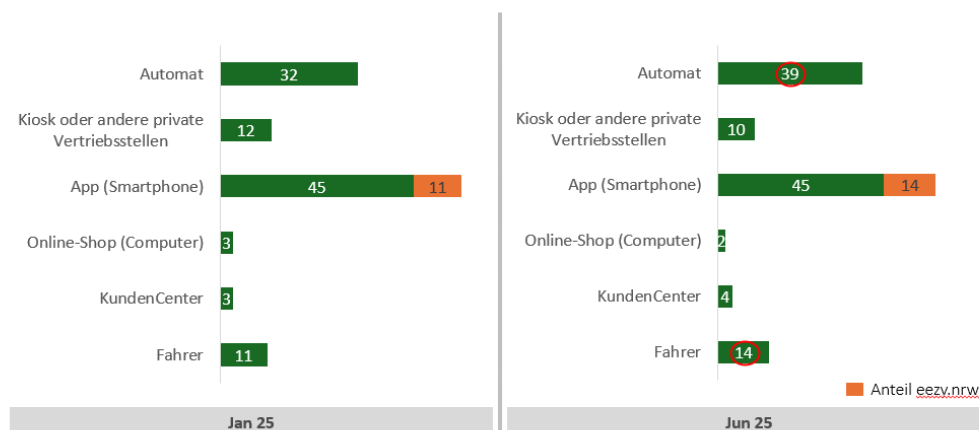 Automat
32
Kiosk oder andere private
Vertriebsstellen
12
App (Smartphone)
45
11
Online-Shop (Computer)
3
KundenCenter
3
Fahrer
11
Jan 25
Automat
39
Kiosk oder andere private
Vertriebsstellen
10
App (Smartphone)
45
14
Online-Shop (Computer)
2
KundenCenter
4
Fahrer
14
Anteil eezy.nrw
Jun 25